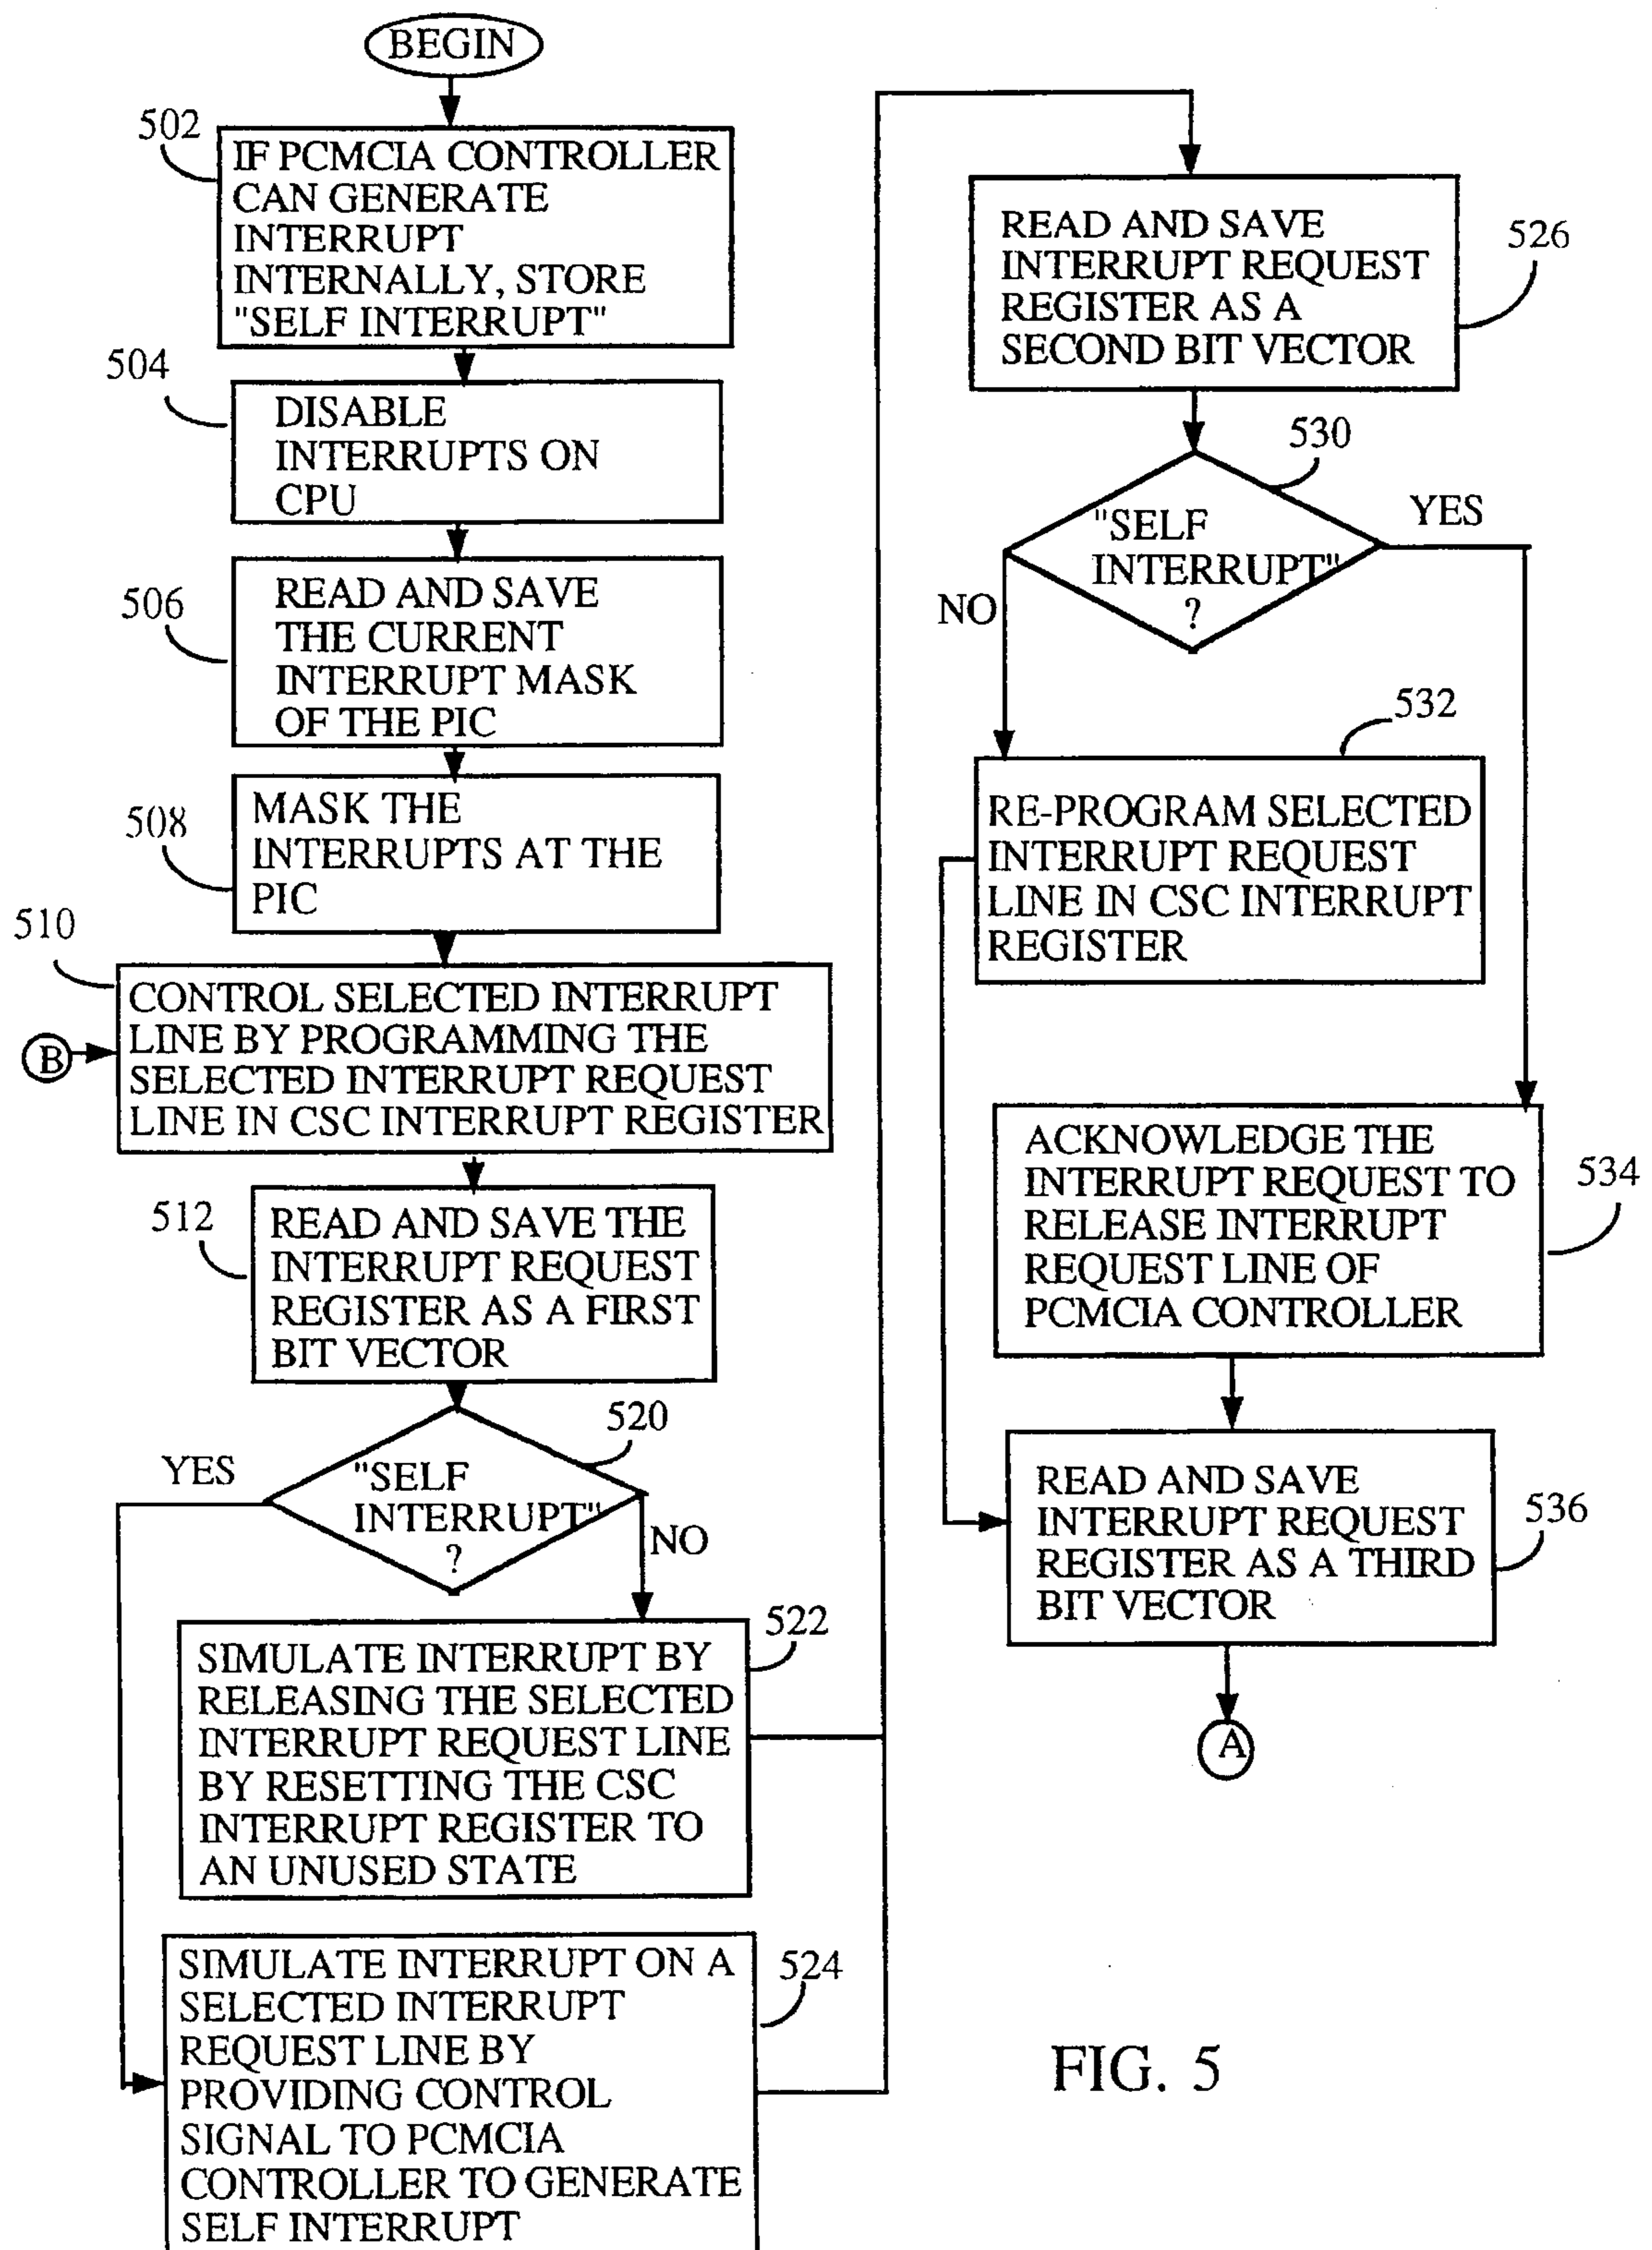 BEGIN
502
IF PCMCIA CONTROLLER
CAN GENERATE
INTERRUPT
INTERNALLY, STORE
"SELF INTERRUPT"
504
DISABLE
INTERRUPTS ON
CPU
506
READ AND SAVE
THE CURRENT
INTERRUPT MASK
OF THE PIC
508
MASK THE
INTERRUPTS AT THE
PIC
510
B
CONTROL SELECTED INTERRUPT
LINE BY PROGRAMMING THE
SELECTED INTERRUPT REQUEST
LINE IN CSC INTERRUPT REGISTER
512
READ AND SAVE THE
INTERRUPT REQUEST
REGISTER AS A FIRST
BIT VECTOR
520
YES
"SELF
INTERRUPT"
?
NO
522
SIMULATE INTERRUPT BY
RELEASING THE SELECTED
INTERRUPT REQUEST LINE
BY RESETTING THE CSC
INTERRUPT REGISTER TO
AN UNUSED STATE
524
SIMULATE INTERRUPT ON A
SELECTED INTERRUPT
REQUEST LINE BY
PROVIDING CONTROL
SIGNAL TO PCMCIA
CONTROLLER TO GENERATE
SELF INTERRUPT
526
READ AND SAVE
INTERRUPT REQUEST
REGISTER AS A
SECOND BIT VECTOR
530
YES
"SELF
INTERRUPT"
?
NO
532
RE-PROGRAM SELECTED
INTERRUPT REQUEST
LINE IN CSC INTERRUPT
REGISTER
534
ACKNOWLEDGE THE
INTERRUPT REQUEST TO
RELEASE INTERRUPT
REQUEST LINE OF
PCMCIA CONTROLLER
536
READ AND SAVE
INTERRUPT REQUEST
REGISTER AS A THIRD
BIT VECTOR
A
FIG. 5